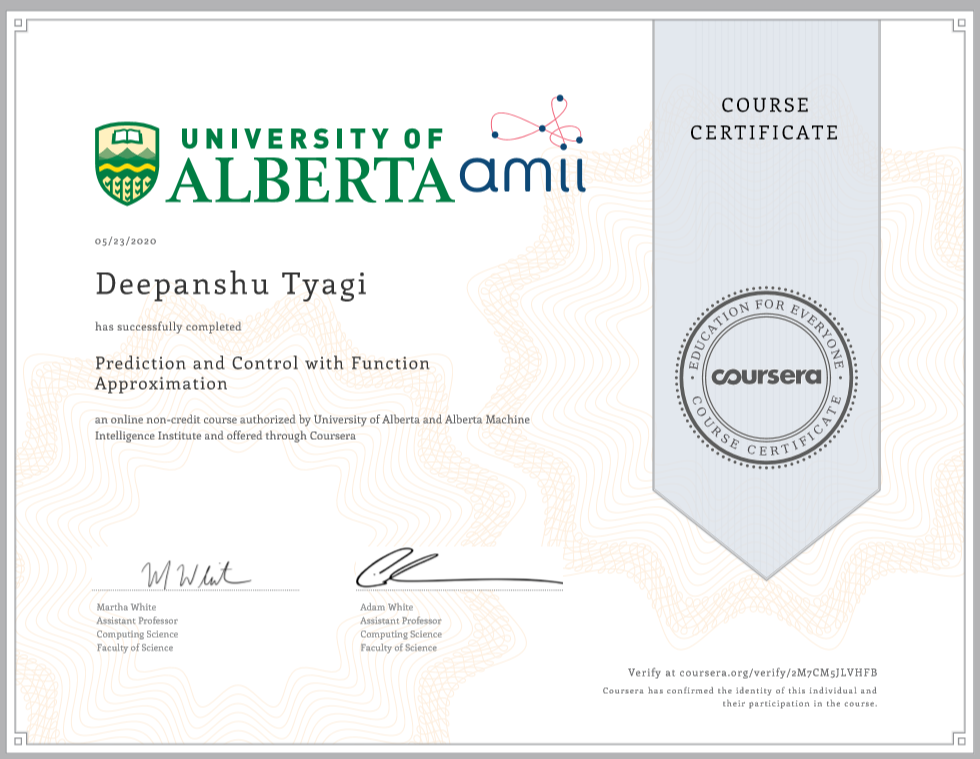 UNIVERSITY OF
ALBERTA
amii
COURSE
CERTIFICATE
05/23/2020
Deepanshu Tyagi
has successfully completed
Prediction and Control with Function
Approximation
an online non-credit course authorized by University of Alberta and Alberta Machine
Intelligence Institute and offered through Coursera
EDUCATION FOR EVERYONE
coursera
COURSE CERTIFICATE
M White
Martha White
Assistant Professor
Computing Science
Faculty of Science
Adam White
Assistant Professor
Computing Science
Faculty of Science
Verify at coursera.org/verify/2M7CM5JLVHFB
Coursera has confirmed the identity of this individual and
their participation in the course.